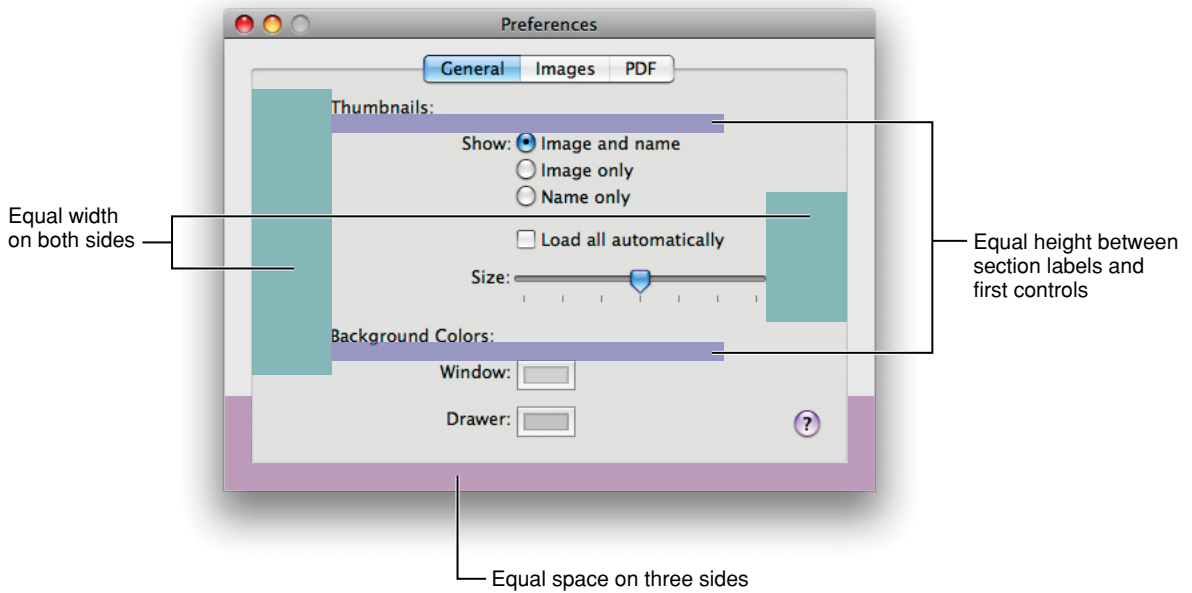 Preferences
General Images PDF
Thumbnails:
Show: Image and name
Image only
Name only
Load all automatically
Size:
Background Colors:
Window:
Drawer:
?
Equal width
on both sides
Equal height between
section labels and
first controls
Equal space on three sides